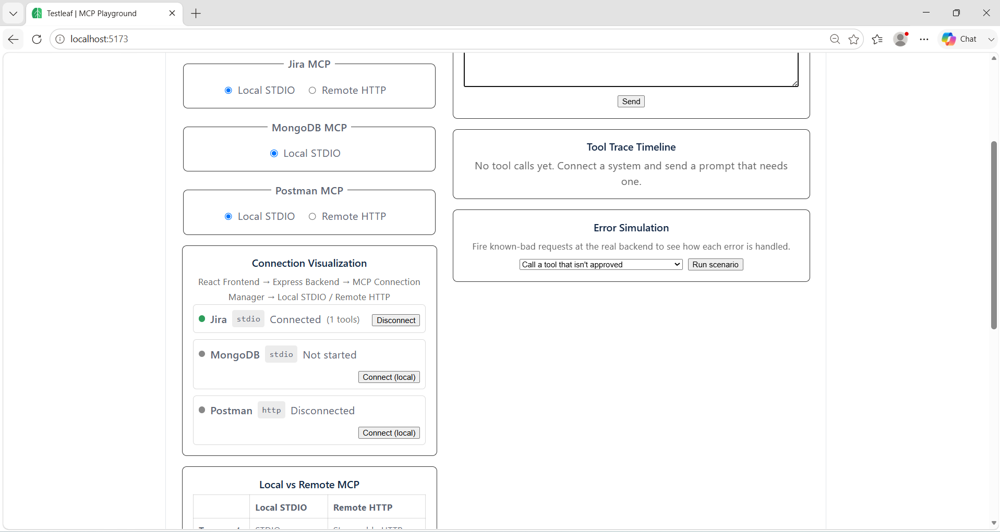 Testleaf | MCP Playground
localhost:5173
Chat
Jira MCP
Local STDIO
Remote HTTP
MongoDB MCP
Local STDIO
Postman MCP
Local STDIO
Remote HTTP
Connection Visualization
React Frontend → Express Backend → MCP Connection
Manager → Local STDIO / Remote HTTP
Jira stdio Connected (1 tools) Disconnect
MongoDB stdio Not started
Connect (local)
Postman http Disconnected
Connect (local)
Local vs Remote MCP
Local STDIO Remote HTTP
Send
Tool Trace Timeline
No tool calls yet. Connect a system and send a prompt that needs
one.
Error Simulation
Fire known-bad requests at the real backend to see how each error is handled.
Call a tool that isn't approved
Run scenario